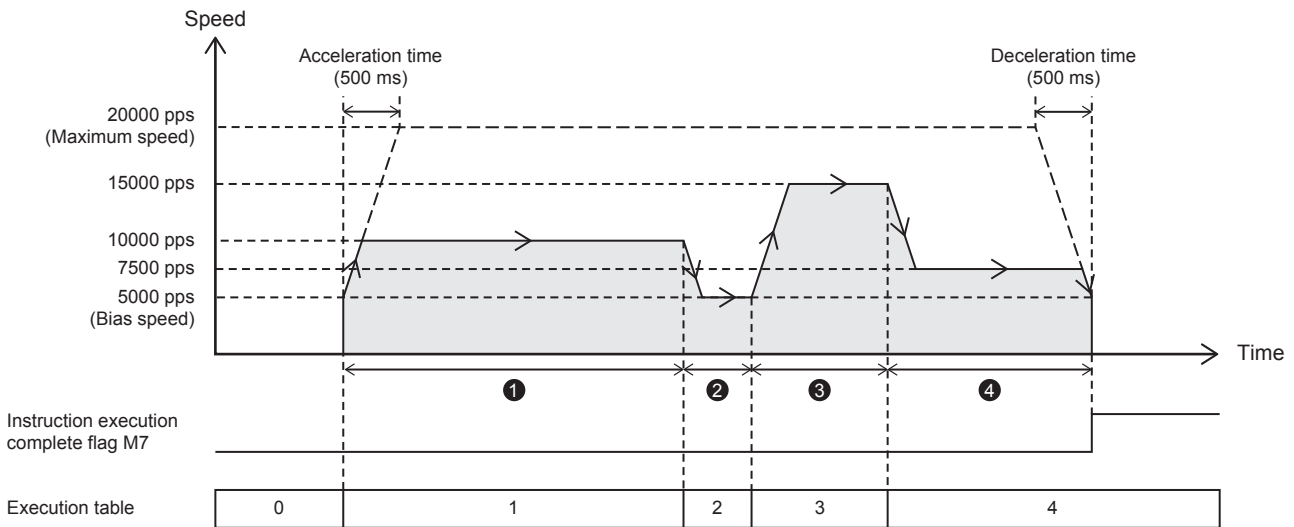 Speed
Acceleration time
(500 ms)
Deceleration time
(500 ms)
20000 pps
(Maximum speed)
15000 pps
10000 pps
7500 pps
5000 pps
(Bias speed)
Time
❶ ❷ ❸ ❹
Instruction execution
complete flag M7
Execution table 0 1 2 3 4